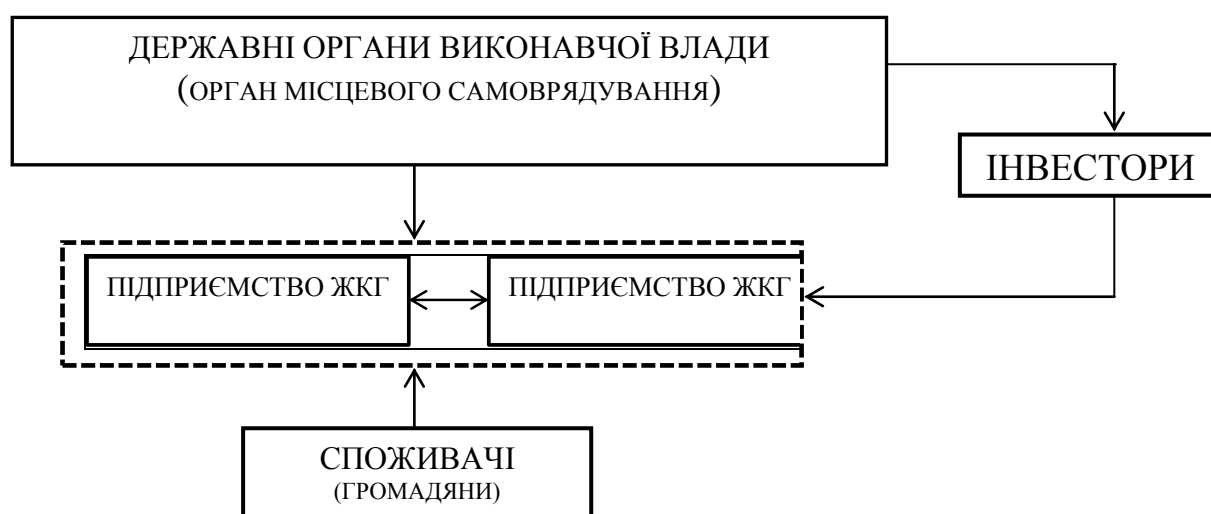 ДЕРЖАВНІ ОРГАНИ ВИКОНАВЧОЇ ВЛАДИ
(ОРГАН МІСЦЕВОГО САМОВРЯДУВАННЯ)
ІНВЕСТОРИ
ПІДПРИЄМСТВО ЖКГ
ПІДПРИЄМСТВО ЖКГ
СПОЖИВАЧІ
(ГРОМАДЯНИ)